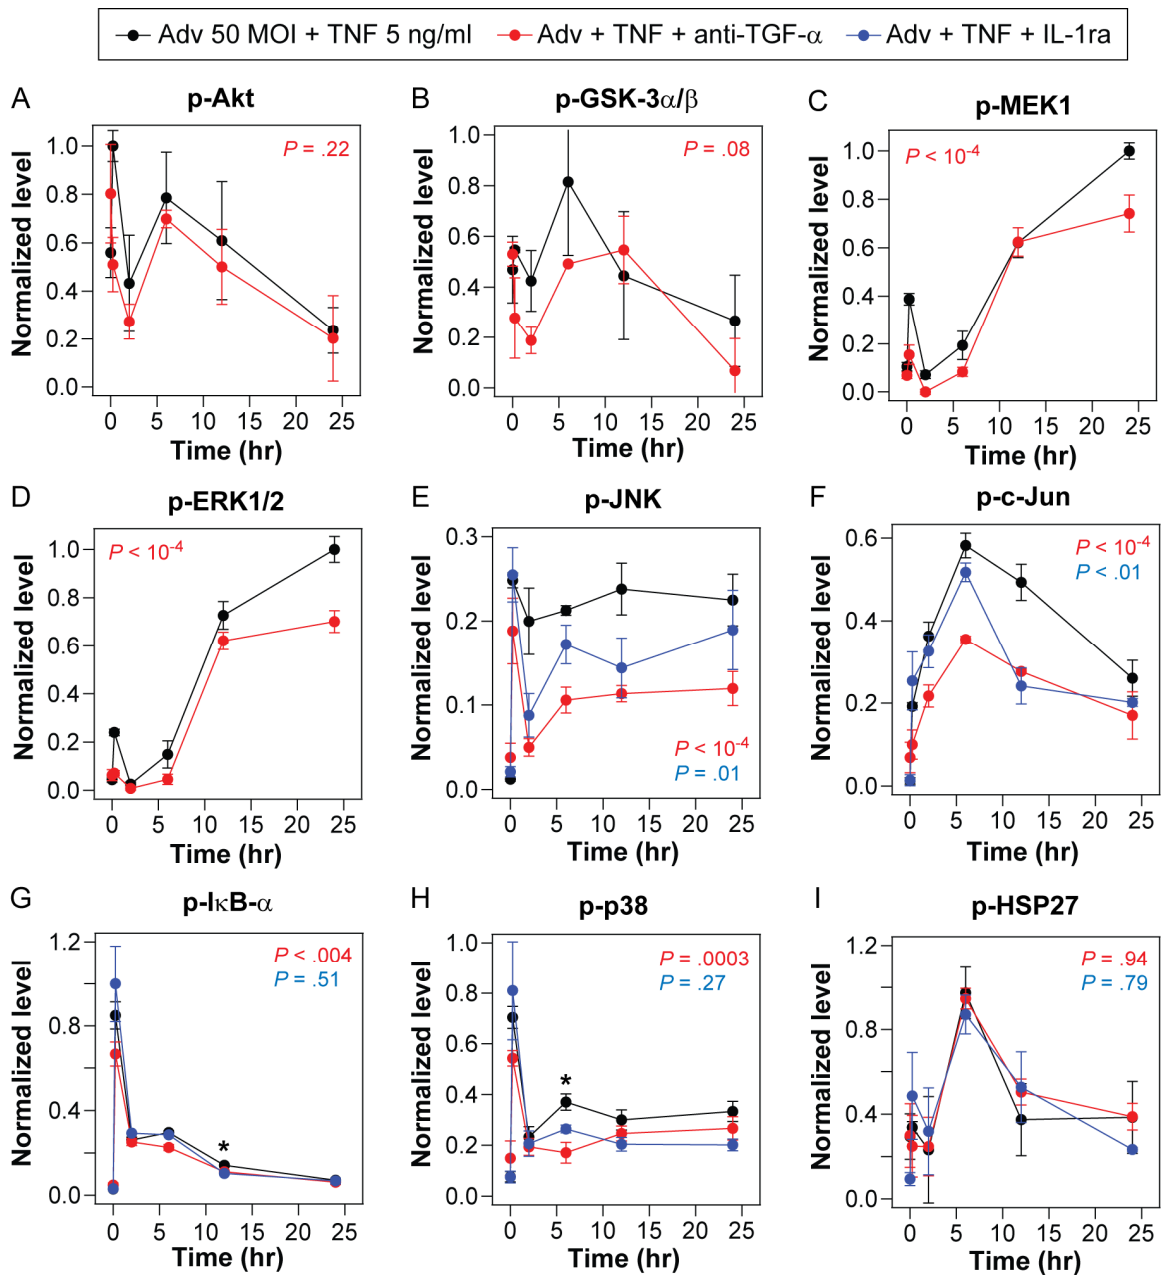 Adv 50 MOI + TNF 5 ng/ml Adv + TNF + anti-TGF-α Adv + TNF + IL-1ra
A p-Akt
Normalized level
1.0
0.8
0.6
0.4
0.2
0.0
P = .22
0 5 10 15 20 25
Time (hr)
B p-GSK-3α/β
Normalized level
1.0
0.8
0.6
0.4
0.2
0.0
P = .08
0 5 10 15 20 25
Time (hr)
C p-MEK1
Normalized level
1.0
0.8
0.6
0.4
0.2
0.0
P < 10-4
0 5 10 15 20 25
Time (hr)
D p-ERK1/2
Normalized level
1.0
0.8
0.6
0.4
0.2
0.0
P < 10-4
0 5 10 15 20 25
Time (hr)
E p-JNK
Normalized level
0.3
0.2
0.1
0.0
P < 10-4
P = .01
0 5 10 15 20 25
Time (hr)
F p-c-Jun
Normalized level
0.6
0.4
0.2
0.0
P < 10-4
P < .01
0 5 10 15 20 25
Time (hr)
G p-IκB-α
Normalized level
1.2
0.8
0.4
0.0
P < .004
P = .51
*
0 5 10 15 20 25
Time (hr)
H p-p38
Normalized level
1.0
0.8
0.6
0.4
0.2
0.0
P = .0003
P = .27
*
0 5 10 15 20 25
Time (hr)
I p-HSP27
Normalized level
1.2
0.8
0.4
0.0
P = .94
P = .79
0 5 10 15 20 25
Time (hr)